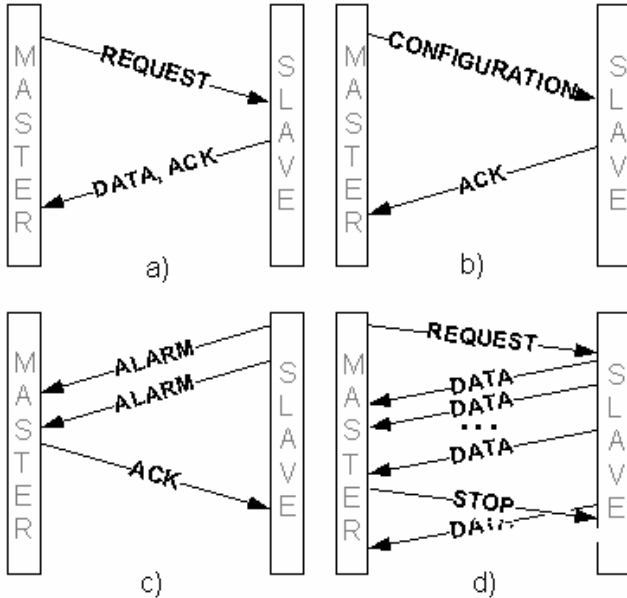 MASTER
REQUEST
DATA, ACK
SLAVE
a)
MASTER
CONFIGURATION
ACK
SLAVE
b)
MASTER
ALARM
ALARM
ACK
SLAVE
c)
MASTER
REQUEST
DATA
DATA
...
DATA
STOP
SLAVE
d)